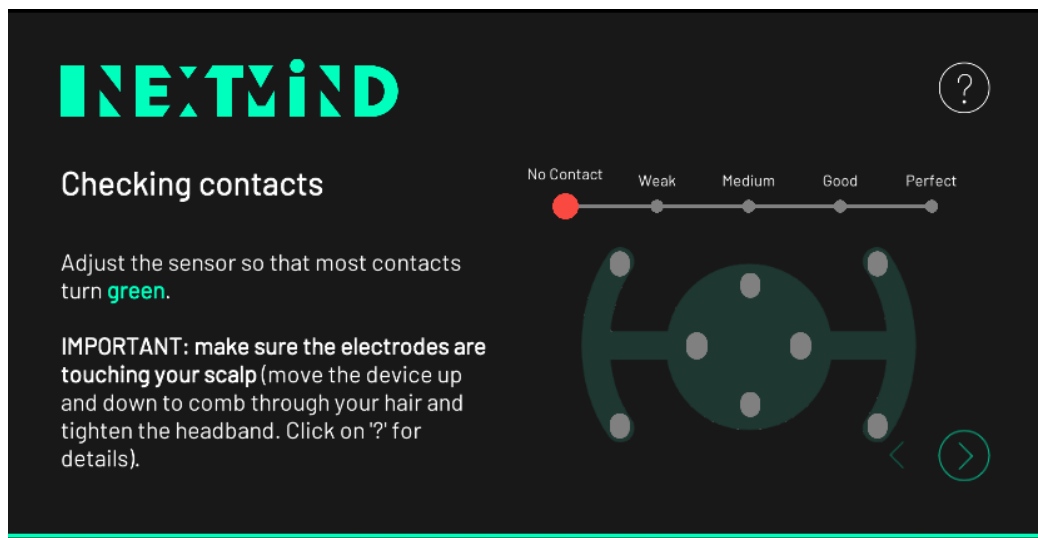 NEXTMIND
?
Checking contacts
No Contact Weak Medium Good Perfect
Adjust the sensor so that most contacts
turn green.
IMPORTANT: make sure the electrodes are
touching your scalp (move the device up
and down to comb through your hair and
tighten the headband. Click on '?' for
details).